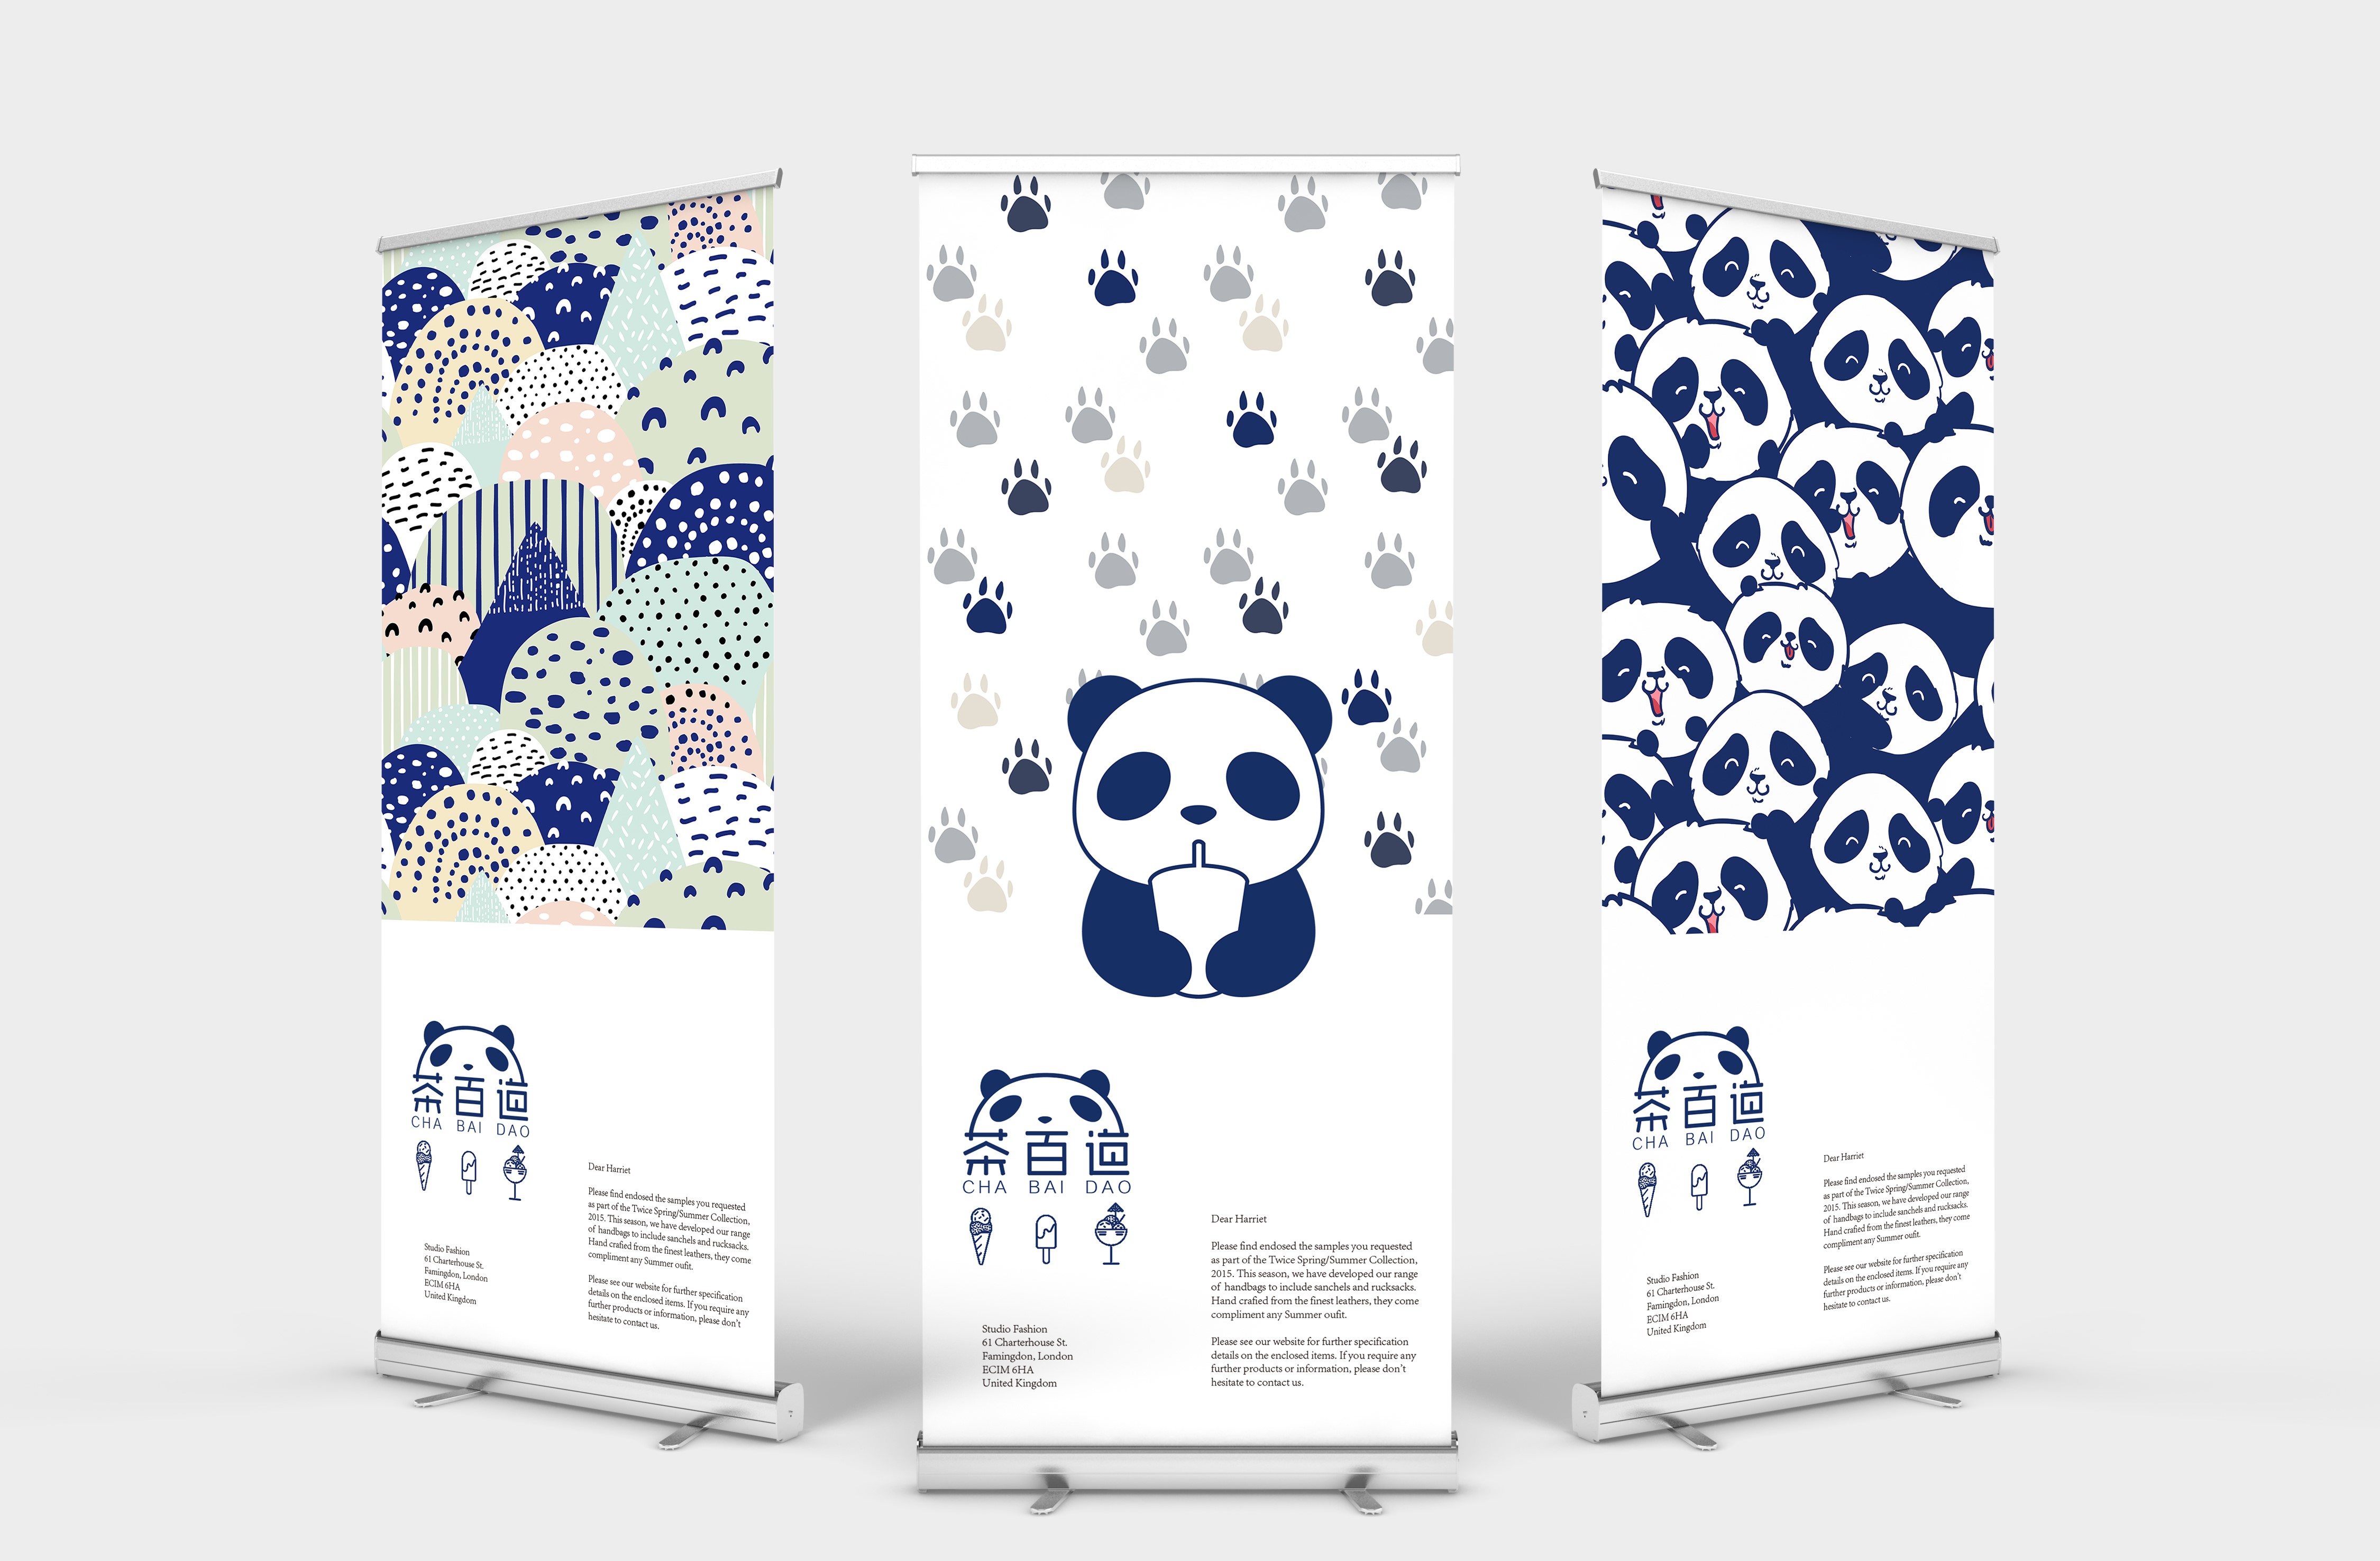 茶百道
CHA BAI DAO
Dear Harriet
Please find endosed the samples you requested
as part of the Twice Spring/Summer Collection,
2015. This season, we have developed our range
of handbags to include sanchels and rucksacks.
Hand crafied from the finest leathers, they come
compliment any Summer oufit.
Please see our website for further specification
details on the enclosed items. If you require any
further products or information, please don't
hesitate to contact us.
Studio Fashion
61 Charterhouse St.
Famingdon, London
ECIM 6HA
United Kingdom
茶百道
CHA BAI DAO
Dear Harriet
Please find endosed the samples you requested
as part of the Twice Spring/Summer Collection,
2015. This season, we have developed our range
of handbags to include sanchels and rucksacks.
Hand crafied from the finest leathers, they come
compliment any Summer oufit.
Please see our website for further specification
details on the enclosed items. If you require any
further products or information, please don't
hesitate to contact us.
Studio Fashion
61 Charterhouse St.
Famingdon, London
ECIM 6HA
United Kingdom
茶百道
CHA BAI DAO
Dear Harriet
Please find endosed the samples you requested
as part of the Twice Spring/Summer Collection,
2015. This season, we have developed our range
of handbags to include sanchels and rucksacks.
Hand crafied from the finest leathers, they come
compliment any Summer oufit.
Please see our website for further specification
details on the enclosed items. If you require any
further products or information, please don't
hesitate to contact us.
Studio Fashion
61 Charterhouse St.
Famingdon, London
ECIM 6HA
United Kingdom